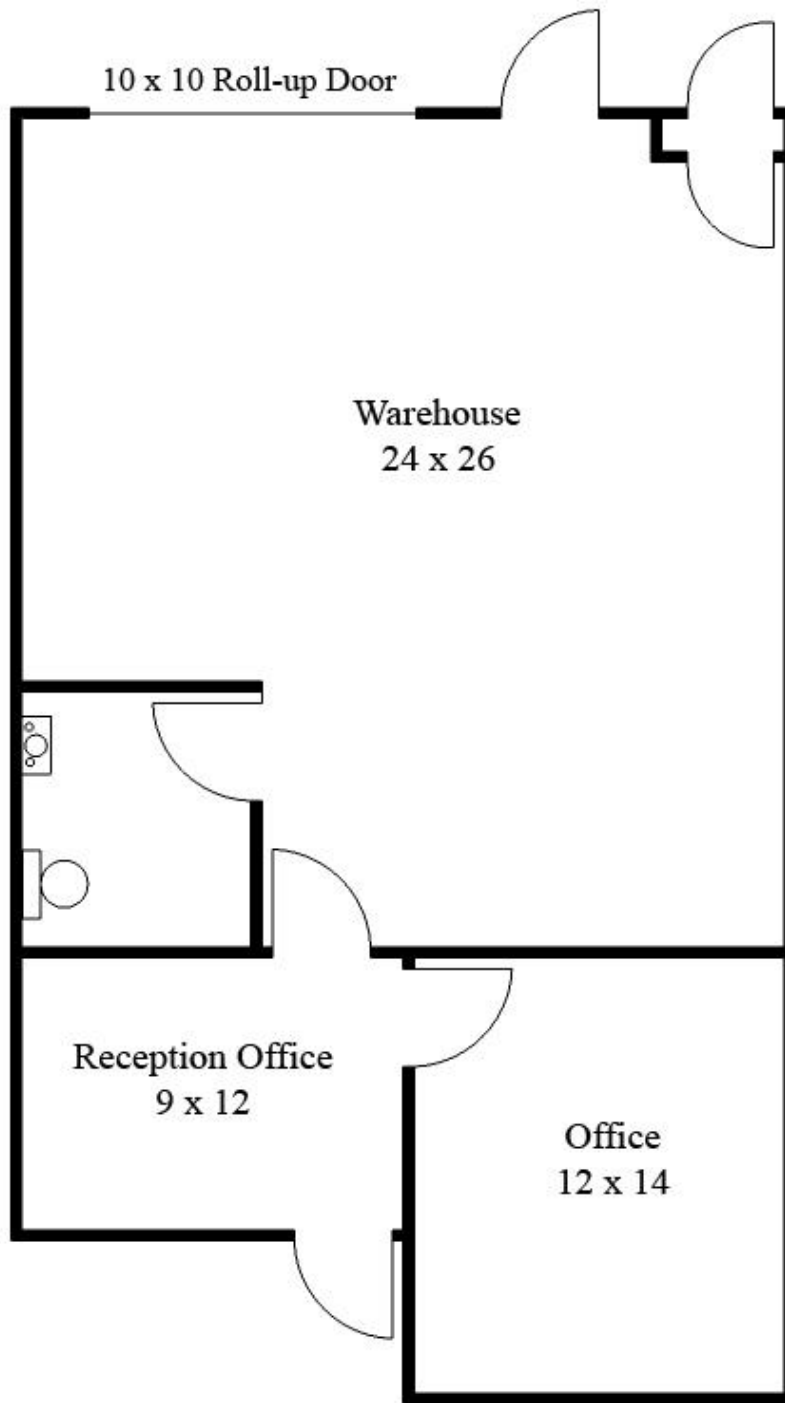 10 x 10 Roll-up Door
Warehouse
24 x 26
Reception Office
9 x 12
Office
12 x 14